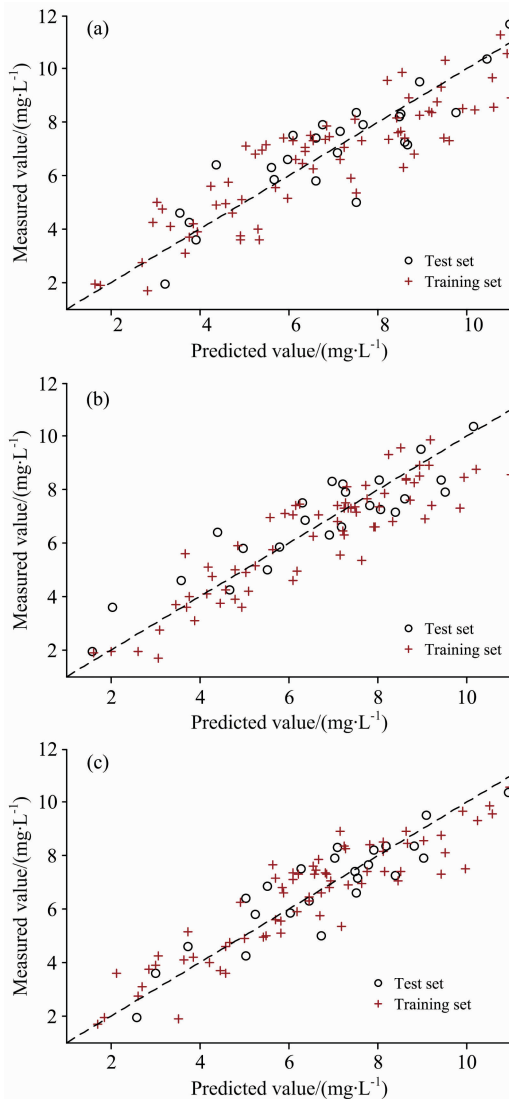 (a)
12
10
8
6
4
2
Measured value/(mg·L⁻¹)
Test set
Training set
2 4 6 8 10
Predicted value/(mg·L⁻¹)
(b)
12
10
8
6
4
2
Measured value/(mg·L⁻¹)
Test set
Training set
2 4 6 8 10
Predicted value/(mg·L⁻¹)
(c)
12
10
8
6
4
2
Measured value/(mg·L⁻¹)
Test set
Training set
2 4 6 8 10
Predicted value/(mg·L⁻¹)